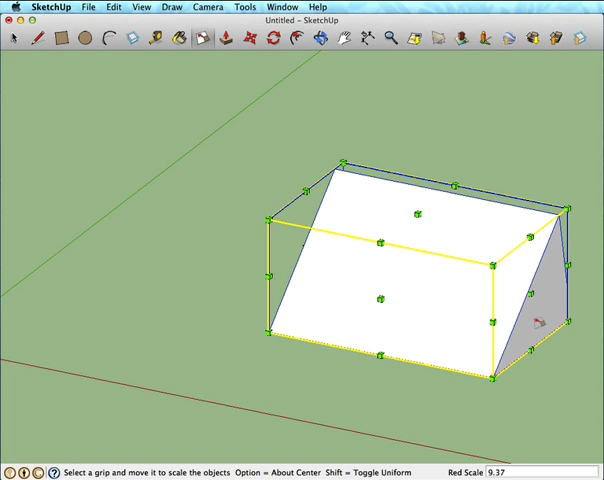 SketchUp File Edit View Draw Camera Tools Window Help
Untitled - SketchUp
Select a grip and move it to scale the objects Option = About Center Shift = Toggle Uniform Red Scale 9.37